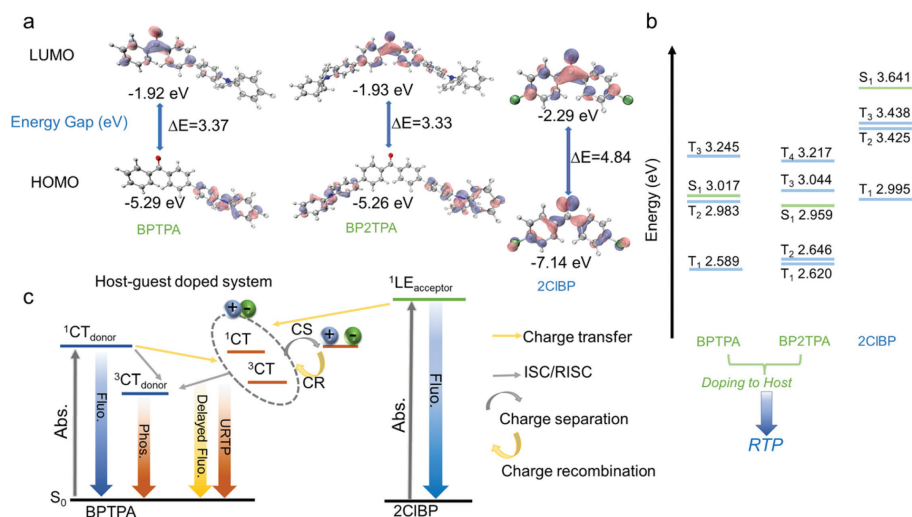 a
LUMO
-1.92 eV
-1.93 eV
-2.29 eV
Energy Gap (eV)
ΔE=3.37
ΔE=3.33
ΔE=4.84
HOMO
-5.29 eV
-5.26 eV
-7.14 eV
BPTPA
BP2TPA
2ClBP
b
Energy (eV)
S1 3.641
T3 3.438
T2 3.425
T1 2.995
T3 3.245
S1 3.017
T2 2.983
T1 2.589
T4 3.217
T3 3.044
S1 2.959
T2 2.646
T1 2.620
BPTPA
BP2TPA
2ClBP
Doping to Host
RTP
c
Host-guest doped system
+ -
+ -
1LEacceptor
1CTdonor
1CT
3CT
CS
CR
3CTdonor
Abs.
Fluo.
Phos.
Delayed Fluo.
URTP
Abs.
Fluo.
S0
BPTPA
2ClBP
Charge transfer
ISC/RISC
Charge separation
Charge recombination